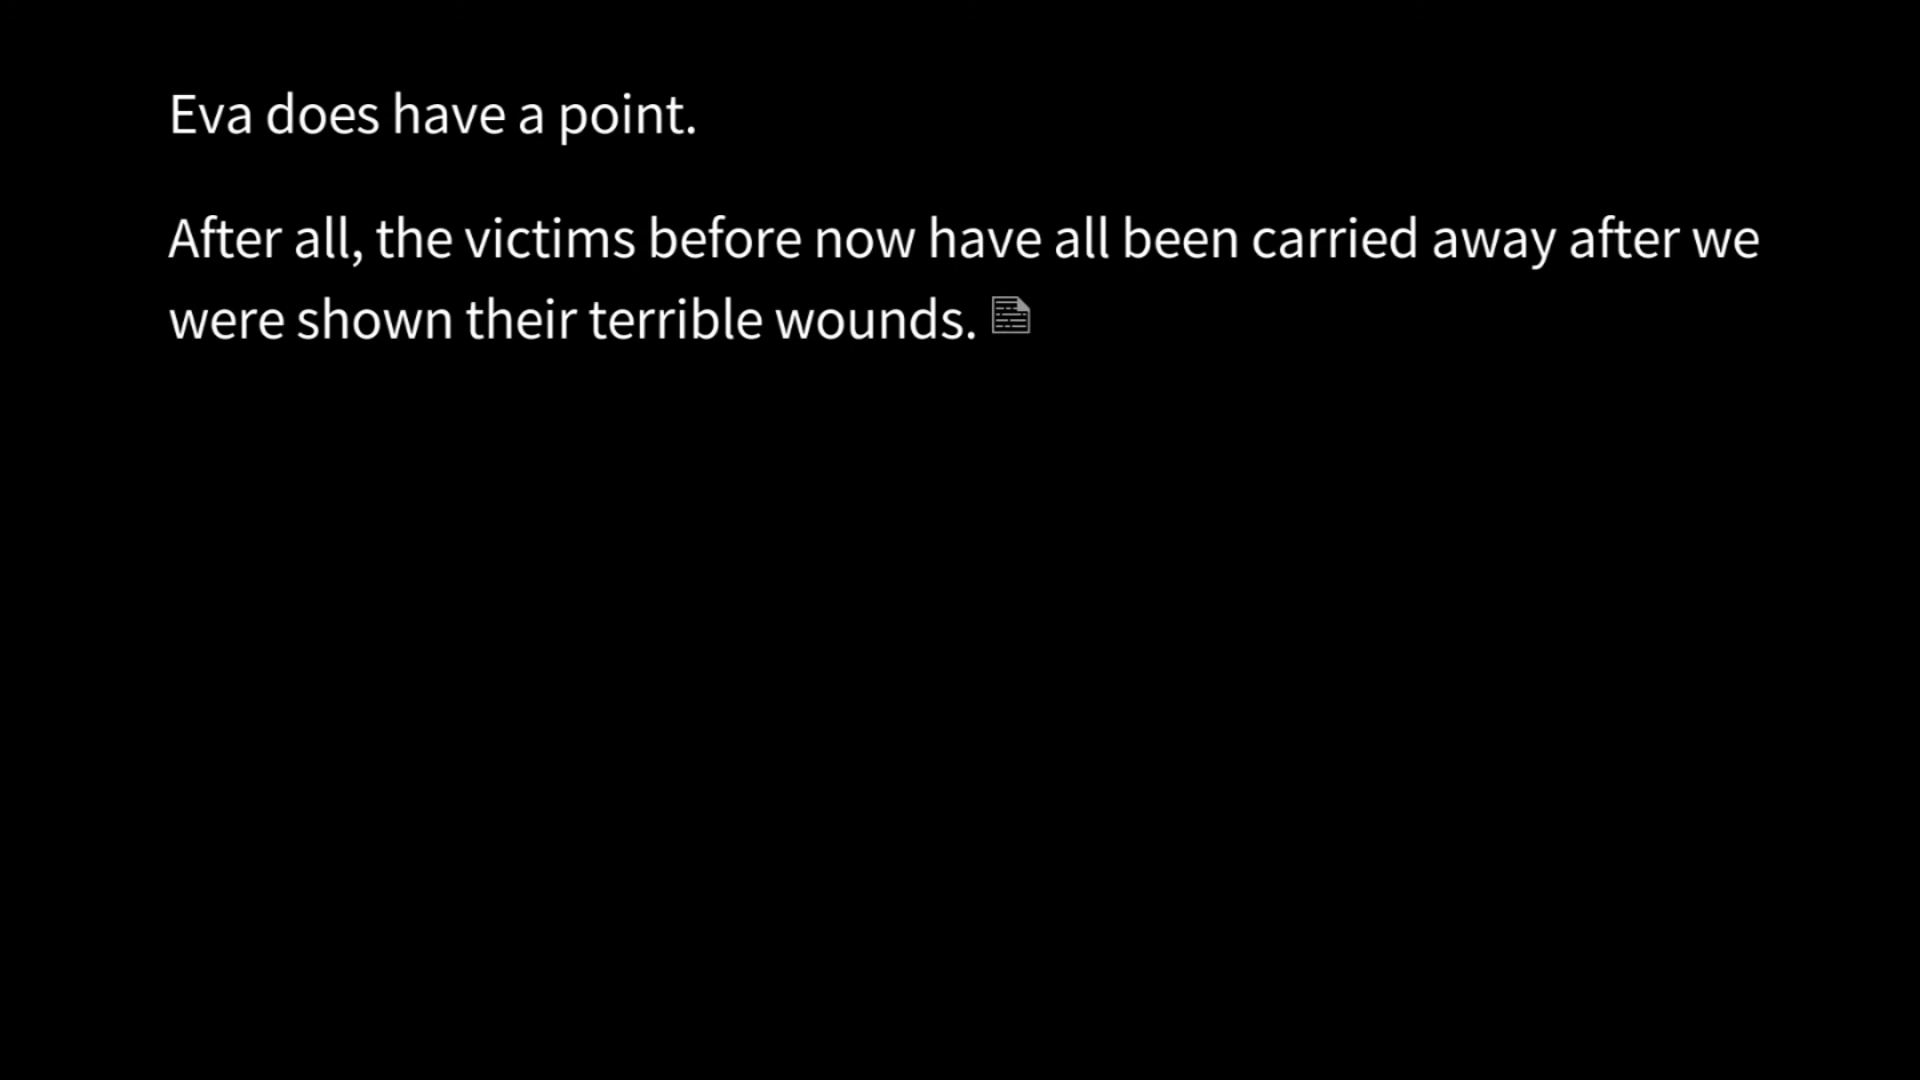 Eva does have a point.
After all, the victims before now have all been carried away after we
were shown their terrible wounds.